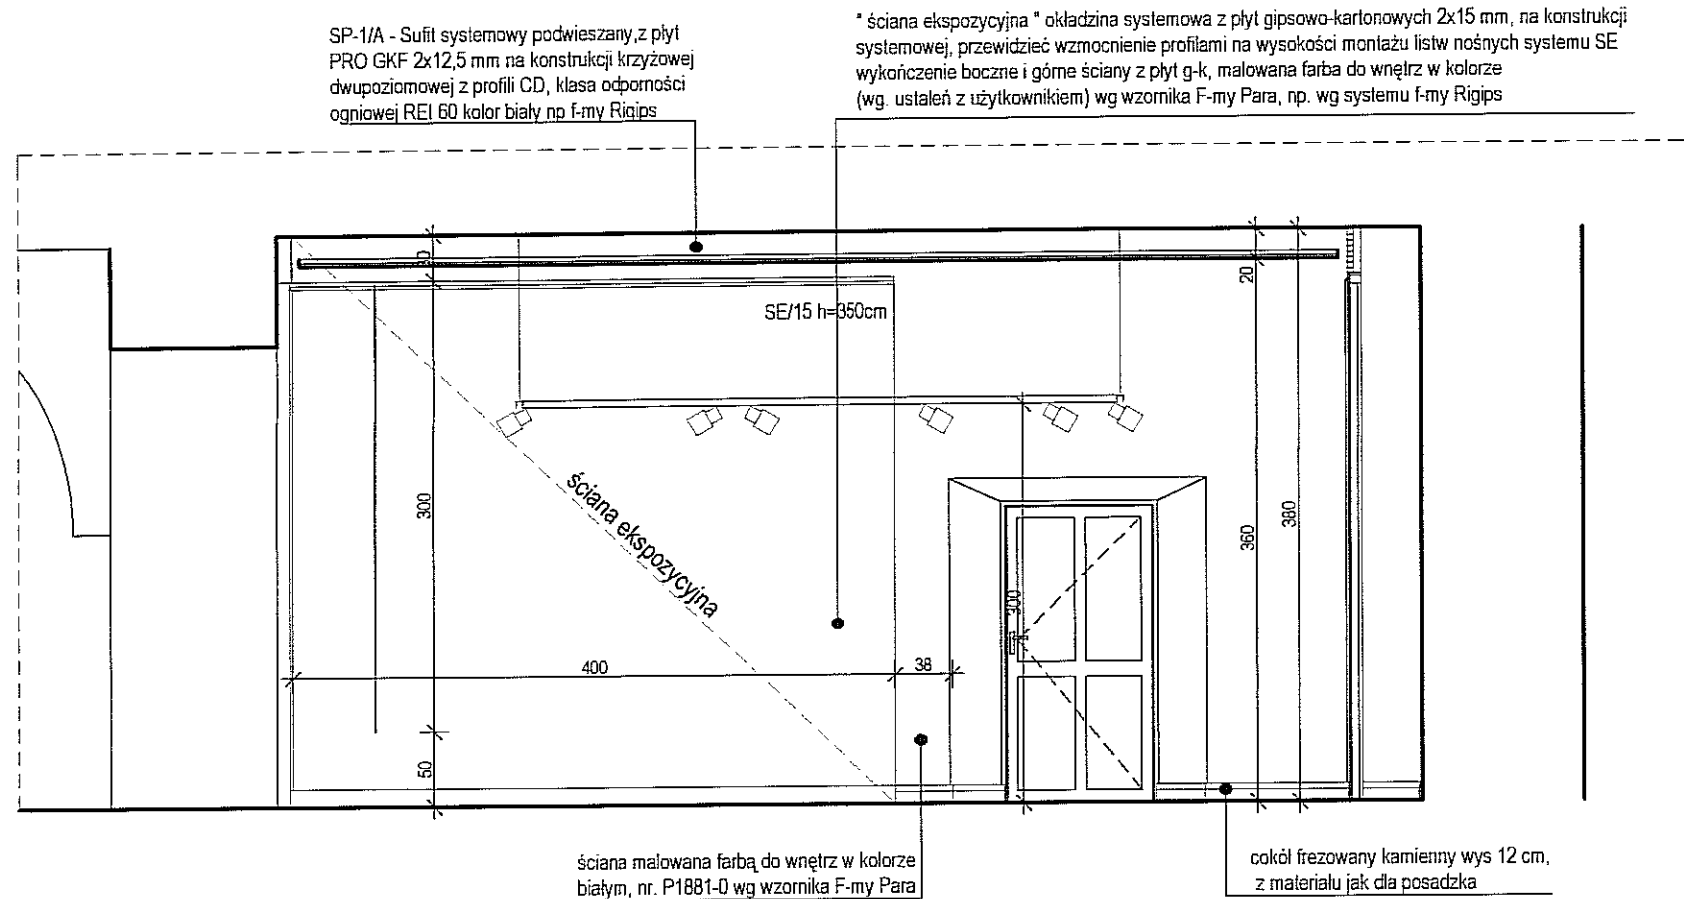 SP-1/A - Sufit systemowy podwieszany,z płyt
PRO GKF 2x12,5 mm na konstrukcji krzyżowej
dwupoziomowej z profili CD, klasa odporności
ogniowej REI 60 kolor biały np f-my Rigips
" ściana ekspozycyjna " okładzina systemowa z płyt gipsowo-kartonowych 2x15 mm, na konstrukcji
systemowej, przewidzieć wzmocnienie profilami na wysokości montażu listw nośnych systemu SE
wykończenie boczne i górne ściany z płyt g-k, malowana farba do wnętrz w kolorze
(wg. ustaleń z użytkownikiem) wg wzornika F-my Para, np. wg systemu f-my Rigips
30
20
SE/15 h=350cm
300
ściana ekspozycyjna
360
380
300
400
38
50
ściana malowana farbą do wnętrz w kolorze
białym, nr. P1881-0 wg wzornika F-my Para
cokół frezowany kamienny wys 12 cm,
z materiału jak dla posadzka